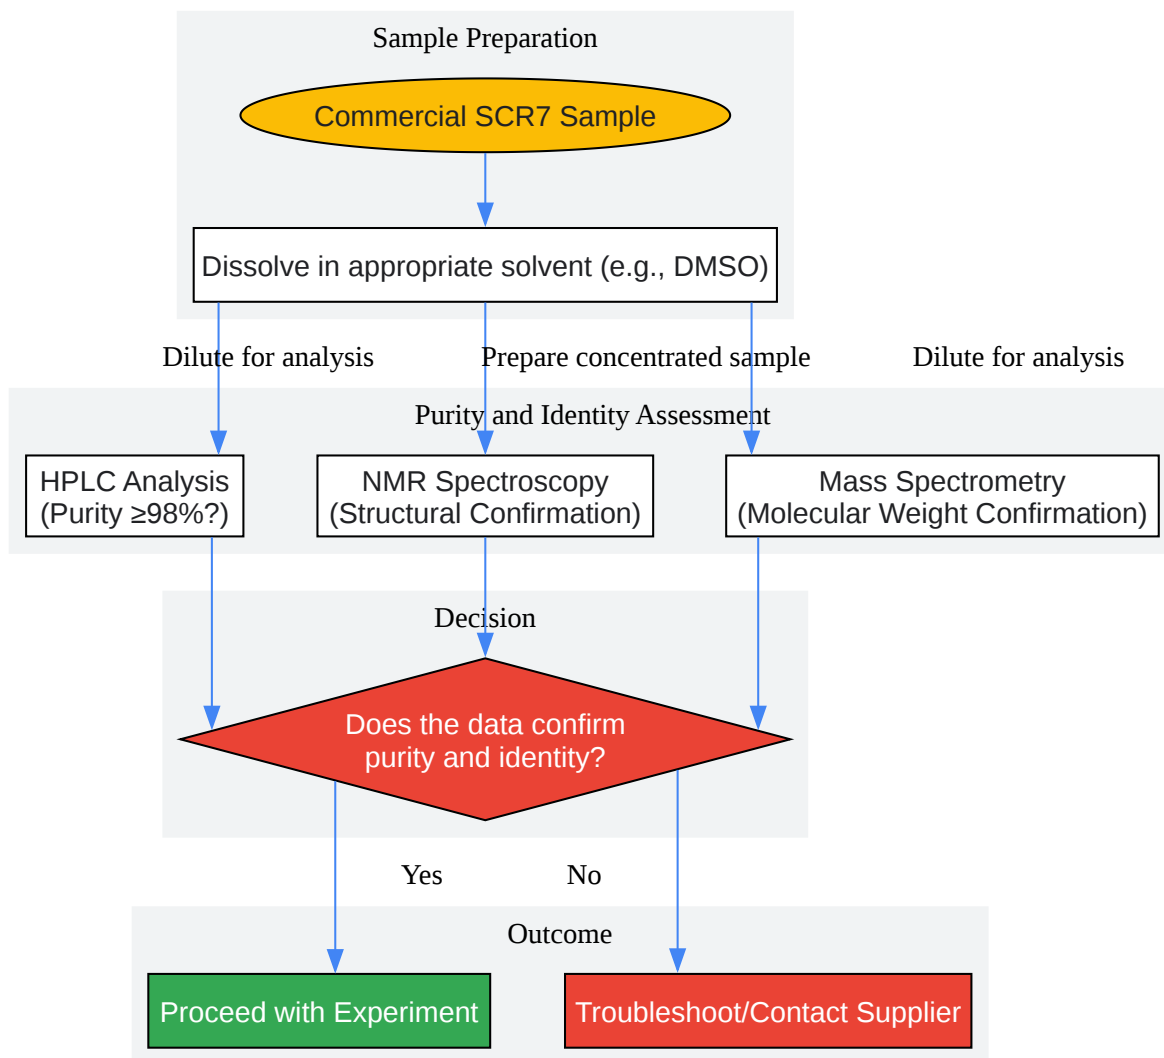 Sample Preparation
Commercial SCR7 Sample
Dissolve in appropriate solvent (e.g., DMSO)
Dilute for analysis
Prepare concentrated sample
Dilute for analysis
Purity and Identity Assessment
HPLC Analysis
(Purity ≥98%?)
NMR Spectroscopy
(Structural Confirmation)
Mass Spectrometry
(Molecular Weight Confirmation)
Decision
Does the data confirm
purity and identity?
Yes
No
Outcome
Proceed with Experiment
Troubleshoot/Contact Supplier